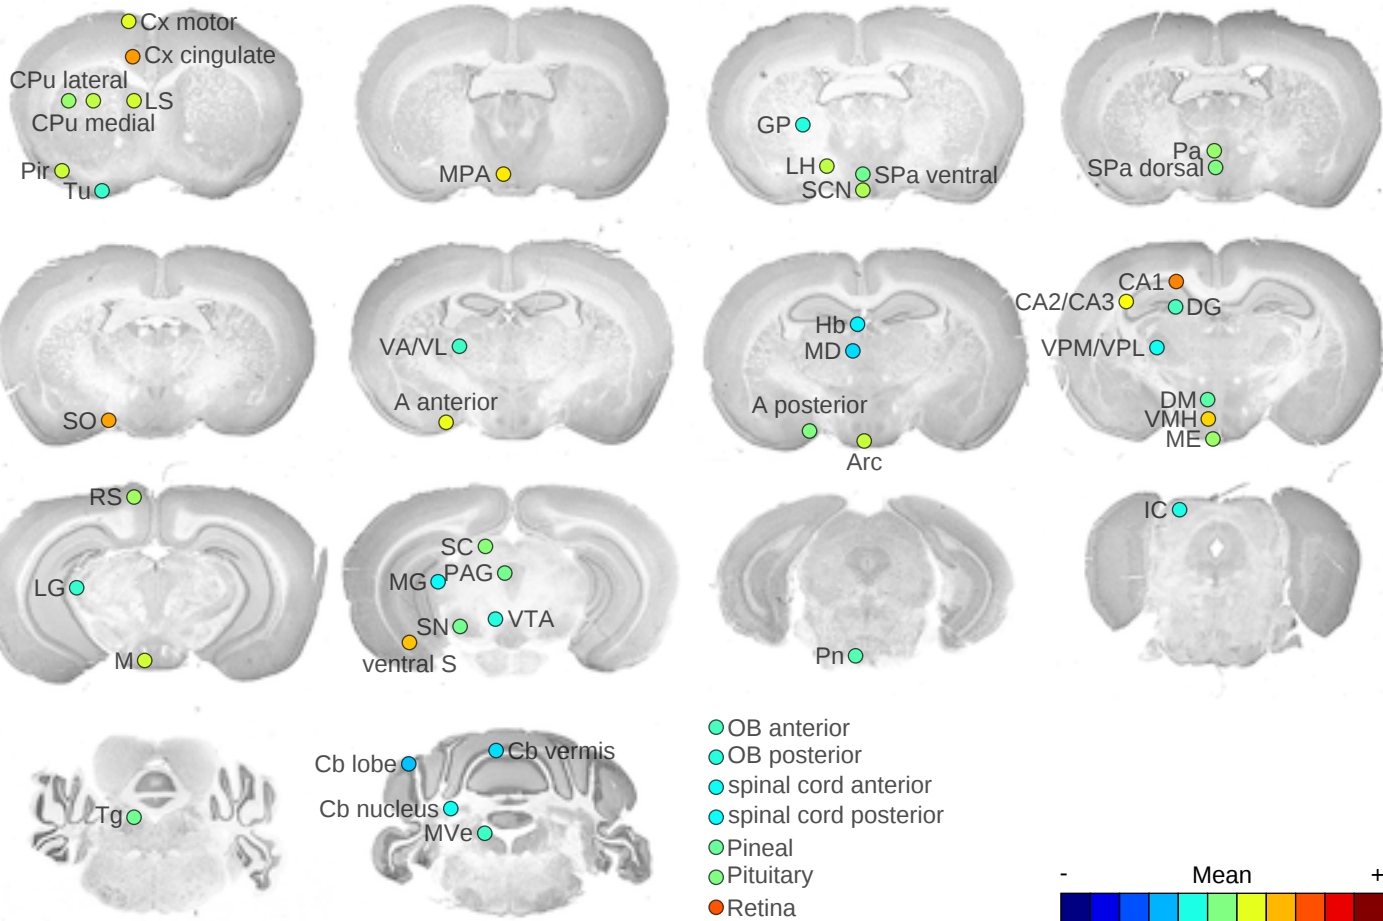 Cx motor
Cx cingulate
CPu lateral
LS
CPu medial
Pir
Tu
MPA
GP
LH
SPa ventral
SCN
Pa
SPa dorsal
SO
VA/VL
A anterior
Hb
MD
A posterior
Arc
CA1
CA2/CA3
DG
VPM/VPL
DM
VMH
ME
RS
LG
M
SC
PAG
MG
VTA
SN
ventral S
Pn
IC
Tg
Cb vermis
Cb lobe
Cb nucleus
MVe
OB anterior
OB posterior
spinal cord anterior
spinal cord posterior
Pineal
Pituitary
Retina
- Mean +